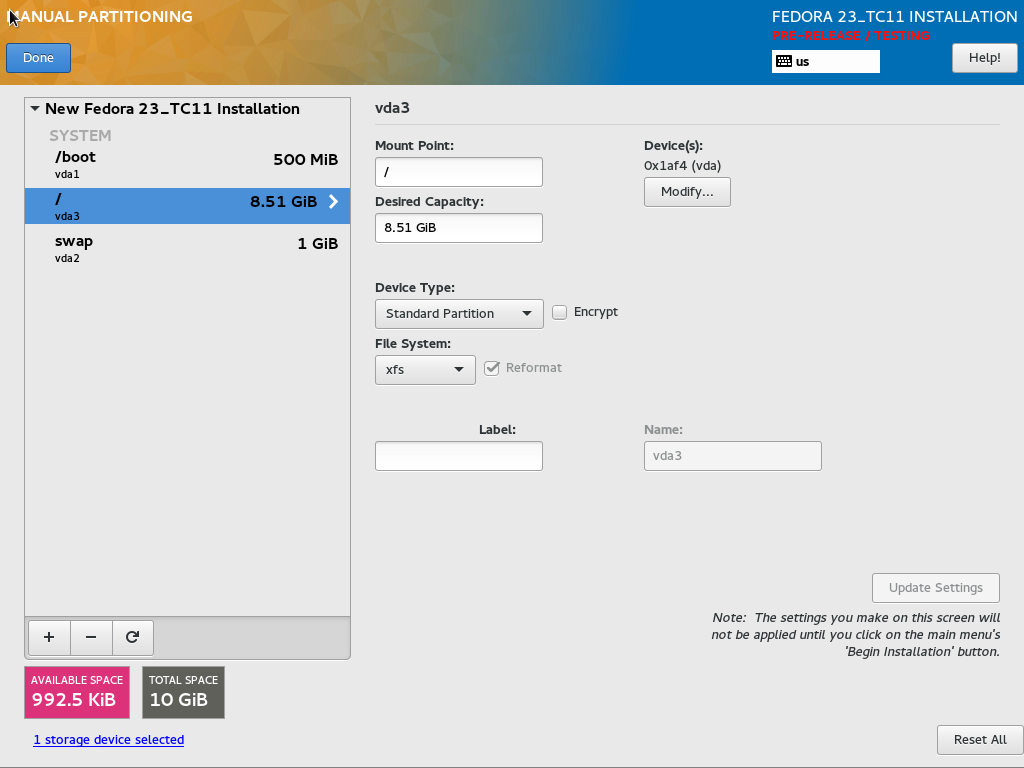 MANUAL PARTITIONING
FEDORA 23_TC11 INSTALLATION
PRE-RELEASE / TESTING
Done
us
Help!
New Fedora 23_TC11 Installation
SYSTEM
/boot
500 MiB
vda1
/
8.51 GiB
vda3
swap
1 GiB
vda2
vda3
Mount Point:
/
Desired Capacity:
8.51 GiB
Device(s):
0x1af4 (vda)
Modify...
Device Type:
Standard Partition
Encrypt
File System:
xfs
Reformat
Label:
Name:
vda3
Update Settings
Note:  The settings you make on this screen will
not be applied until you click on the main menu's
'Begin Installation' button.
+
−
AVAILABLE SPACE
992.5 KiB
TOTAL SPACE
10 GiB
1 storage device selected
Reset All